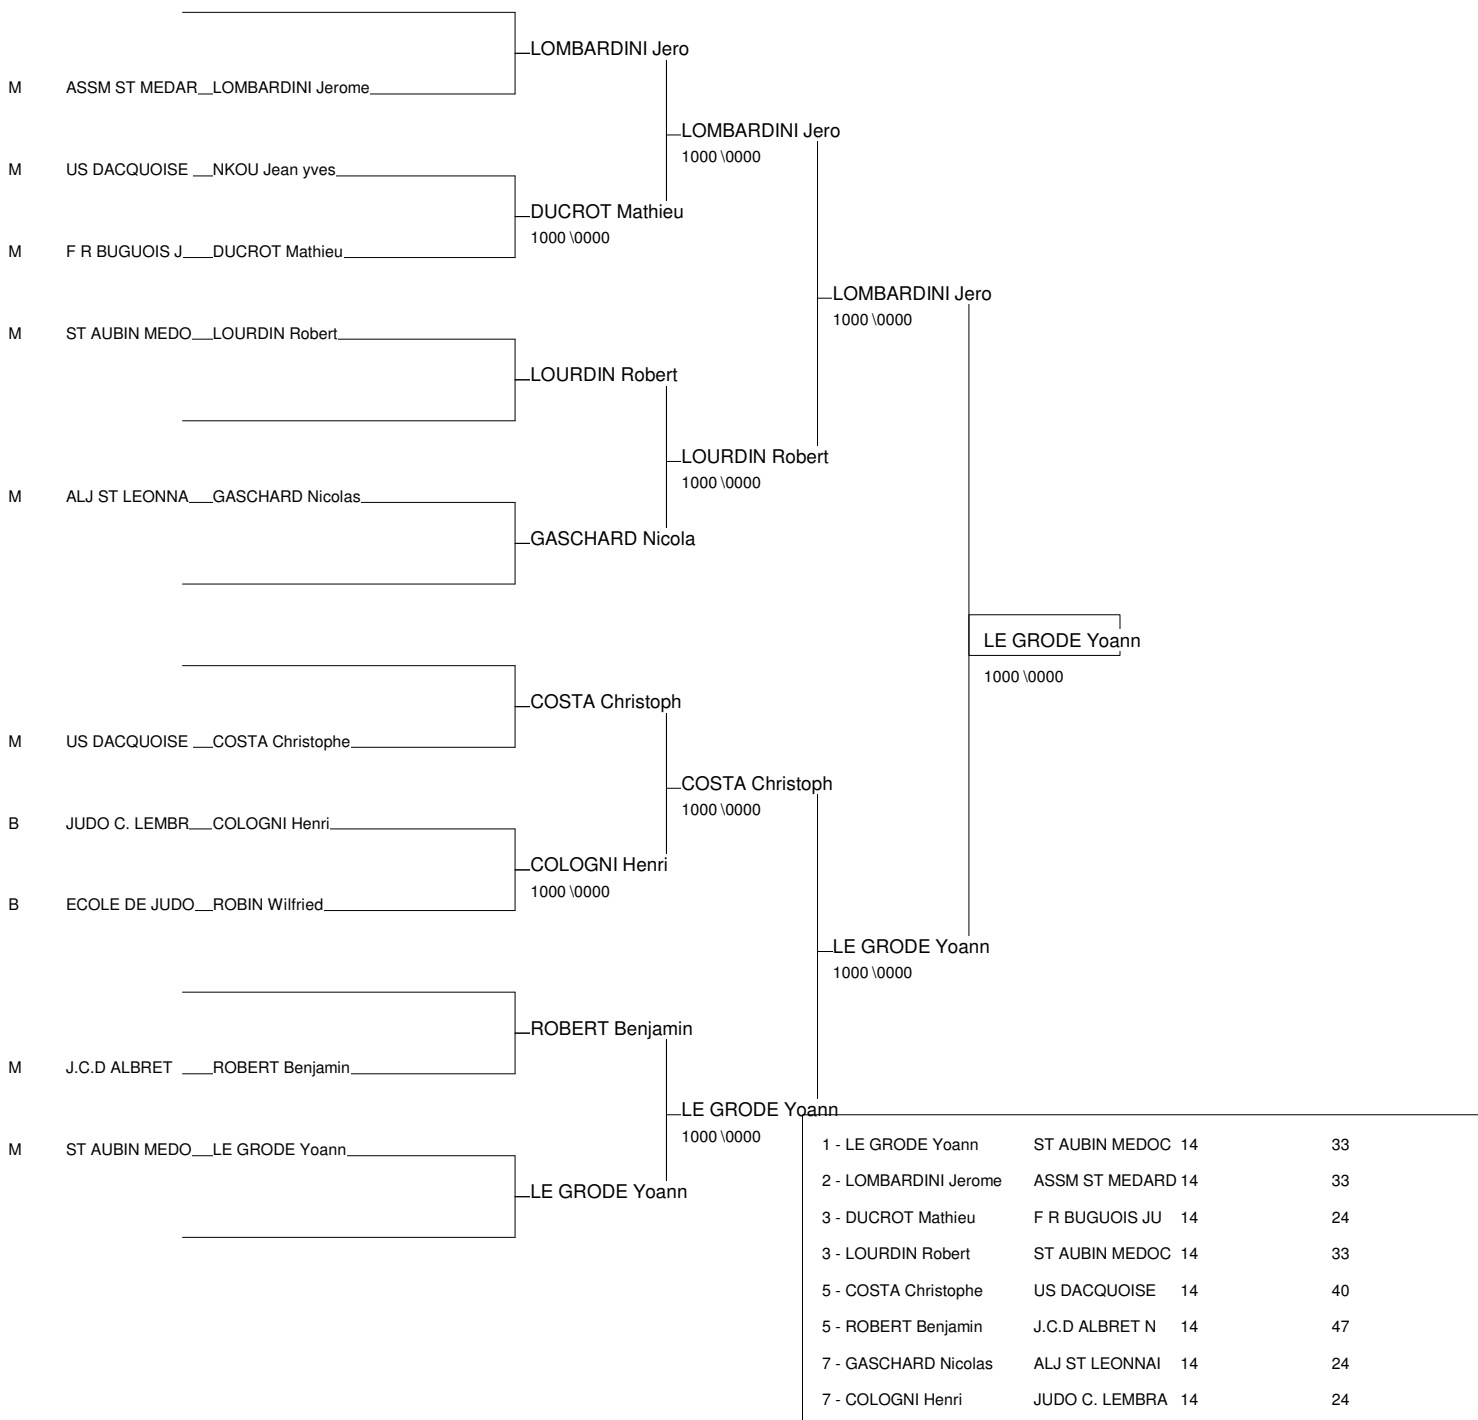 LOMBARDINI Jero
M ASSM ST MEDAR LOMBARDINI Jerome
LOMBARDINI Jero
1000 \0000
M US DACQUOISE NKOU Jean yves
DUCROT Mathieu
1000 \0000
M F R BUGUOIS J DUCROT Mathieu
LOMBARDINI Jero
1000 \0000
M ST AUBIN MEDO LOURDIN Robert
LOURDIN Robert
LOURDIN Robert
1000 \0000
M ALJ ST LEONNA GASCHARD Nicolas
GASCHARD Nicola
LE GRODE Yoann
1000 \0000
COSTA Christoph
M US DACQUOISE COSTA Christophe
COSTA Christoph
1000 \0000
B JUDO C. LEMBR COLOGNI Henri
COLOGNI Henri
1000 \0000
B ECOLE DE JUDO ROBIN Wilfried
LE GRODE Yoann
1000 \0000
ROBERT Benjamin
M J.C.D ALBRET ROBERT Benjamin
LE GRODE Yoann
1000 \0000
M ST AUBIN MEDO LE GRODE Yoann
LE GRODE Yoann
1 - LE GRODE Yoann ST AUBIN MEDOC 14 33
2 - LOMBARDINI Jerome ASSM ST MEDARD 14 33
3 - DUCROT Mathieu F R BUGUOIS JU 14 24
3 - LOURDIN Robert ST AUBIN MEDOC 14 33
5 - COSTA Christophe US DACQUOISE 14 40
5 - ROBERT Benjamin J.C.D ALBRET N 14 47
7 - GASCHARD Nicolas ALJ ST LEONNAI 14 24
7 - COLOGNI Henri JUDO C. LEMBRA 14 24